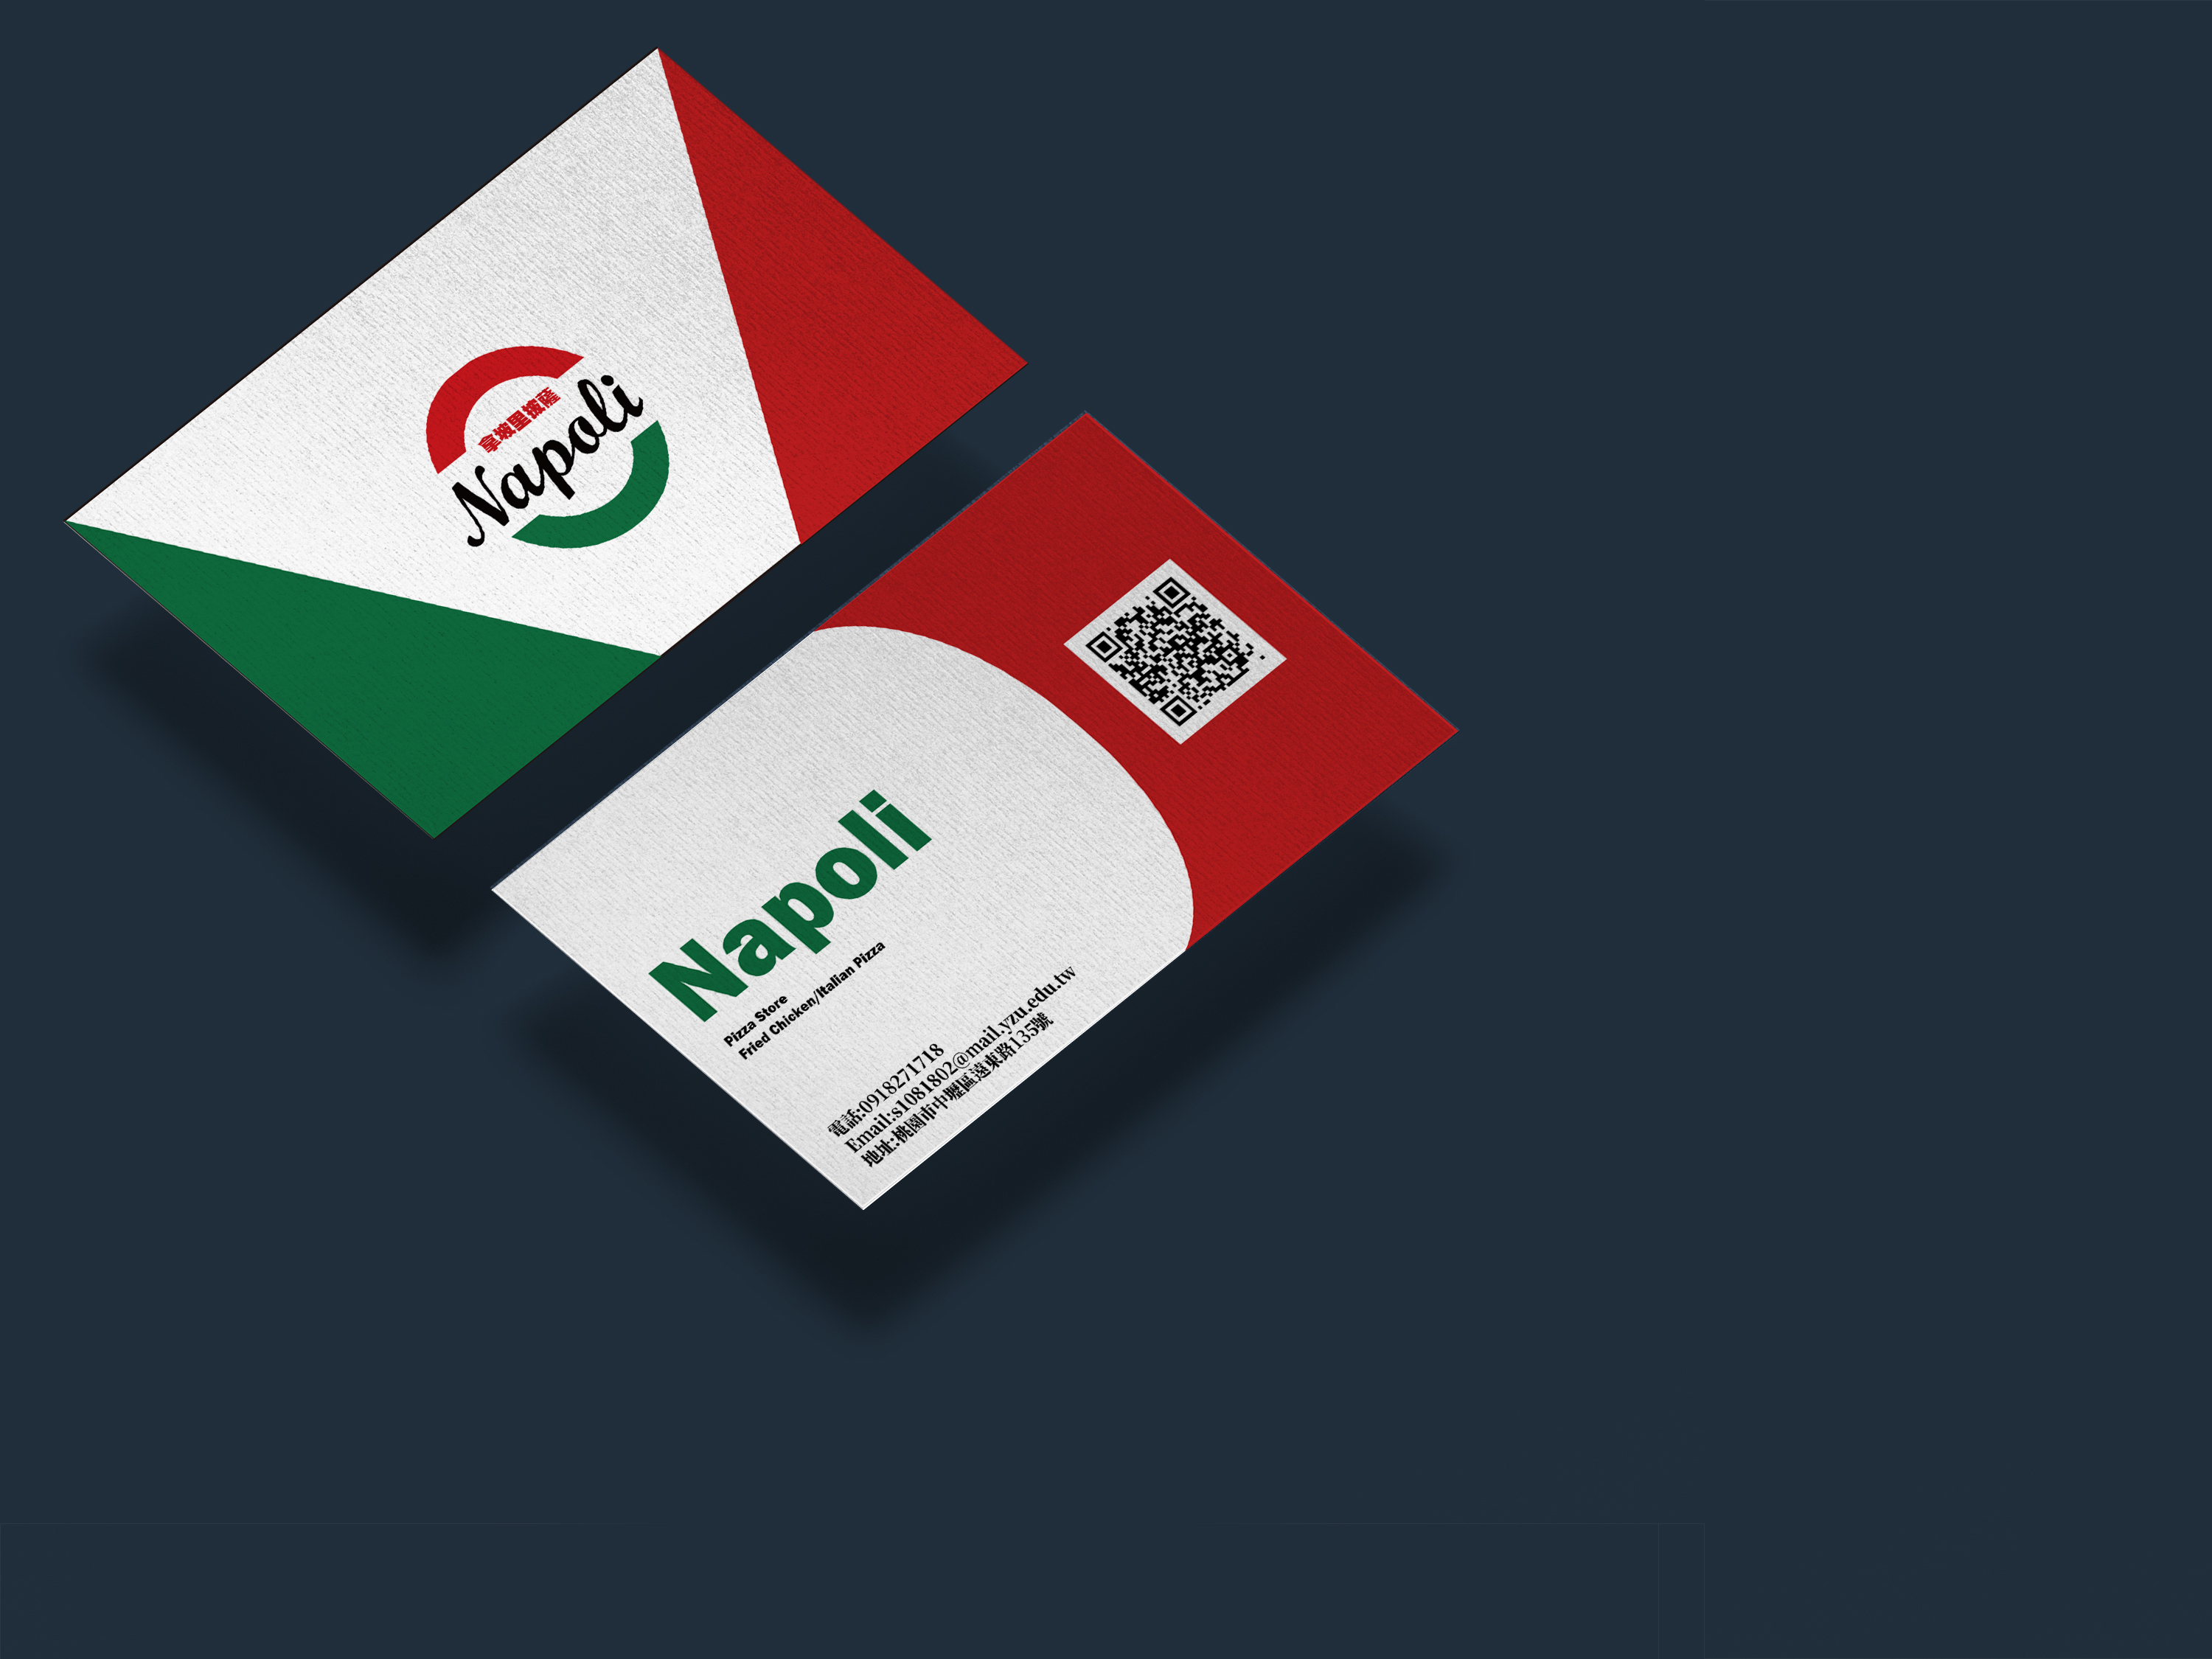 拿坡里披薩
Napoli
Napoli
Pizza Store
Fried Chicken/Italian Pizza
電話:0918271718
Email:s1081802@mail.yzu.edu.tw
地址:桃園市中壢區遠東路135號